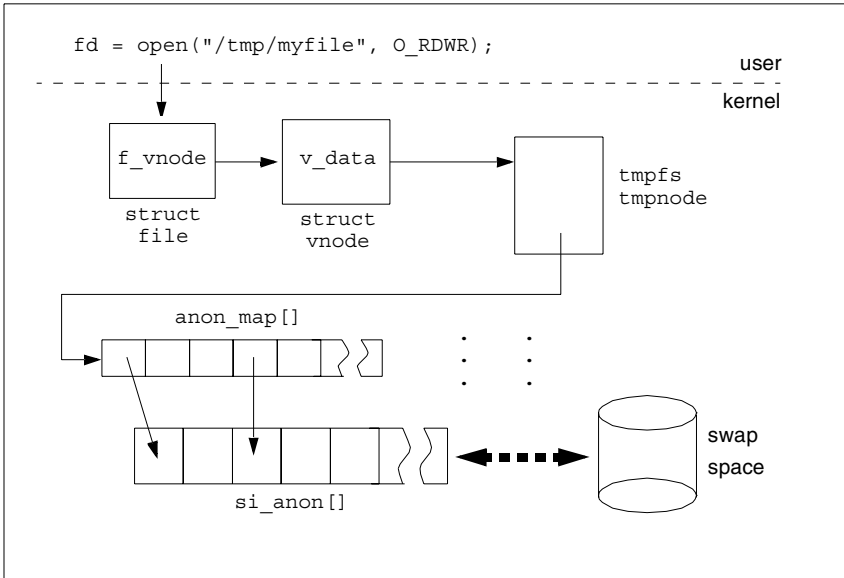 fd = open("/tmp/myfile", O_RDWR);
user
kernel
f_vnode
v_data
struct
file
struct
vnode
tmpfs
tmpnode
anon_map[]
si_anon[]
swap
space